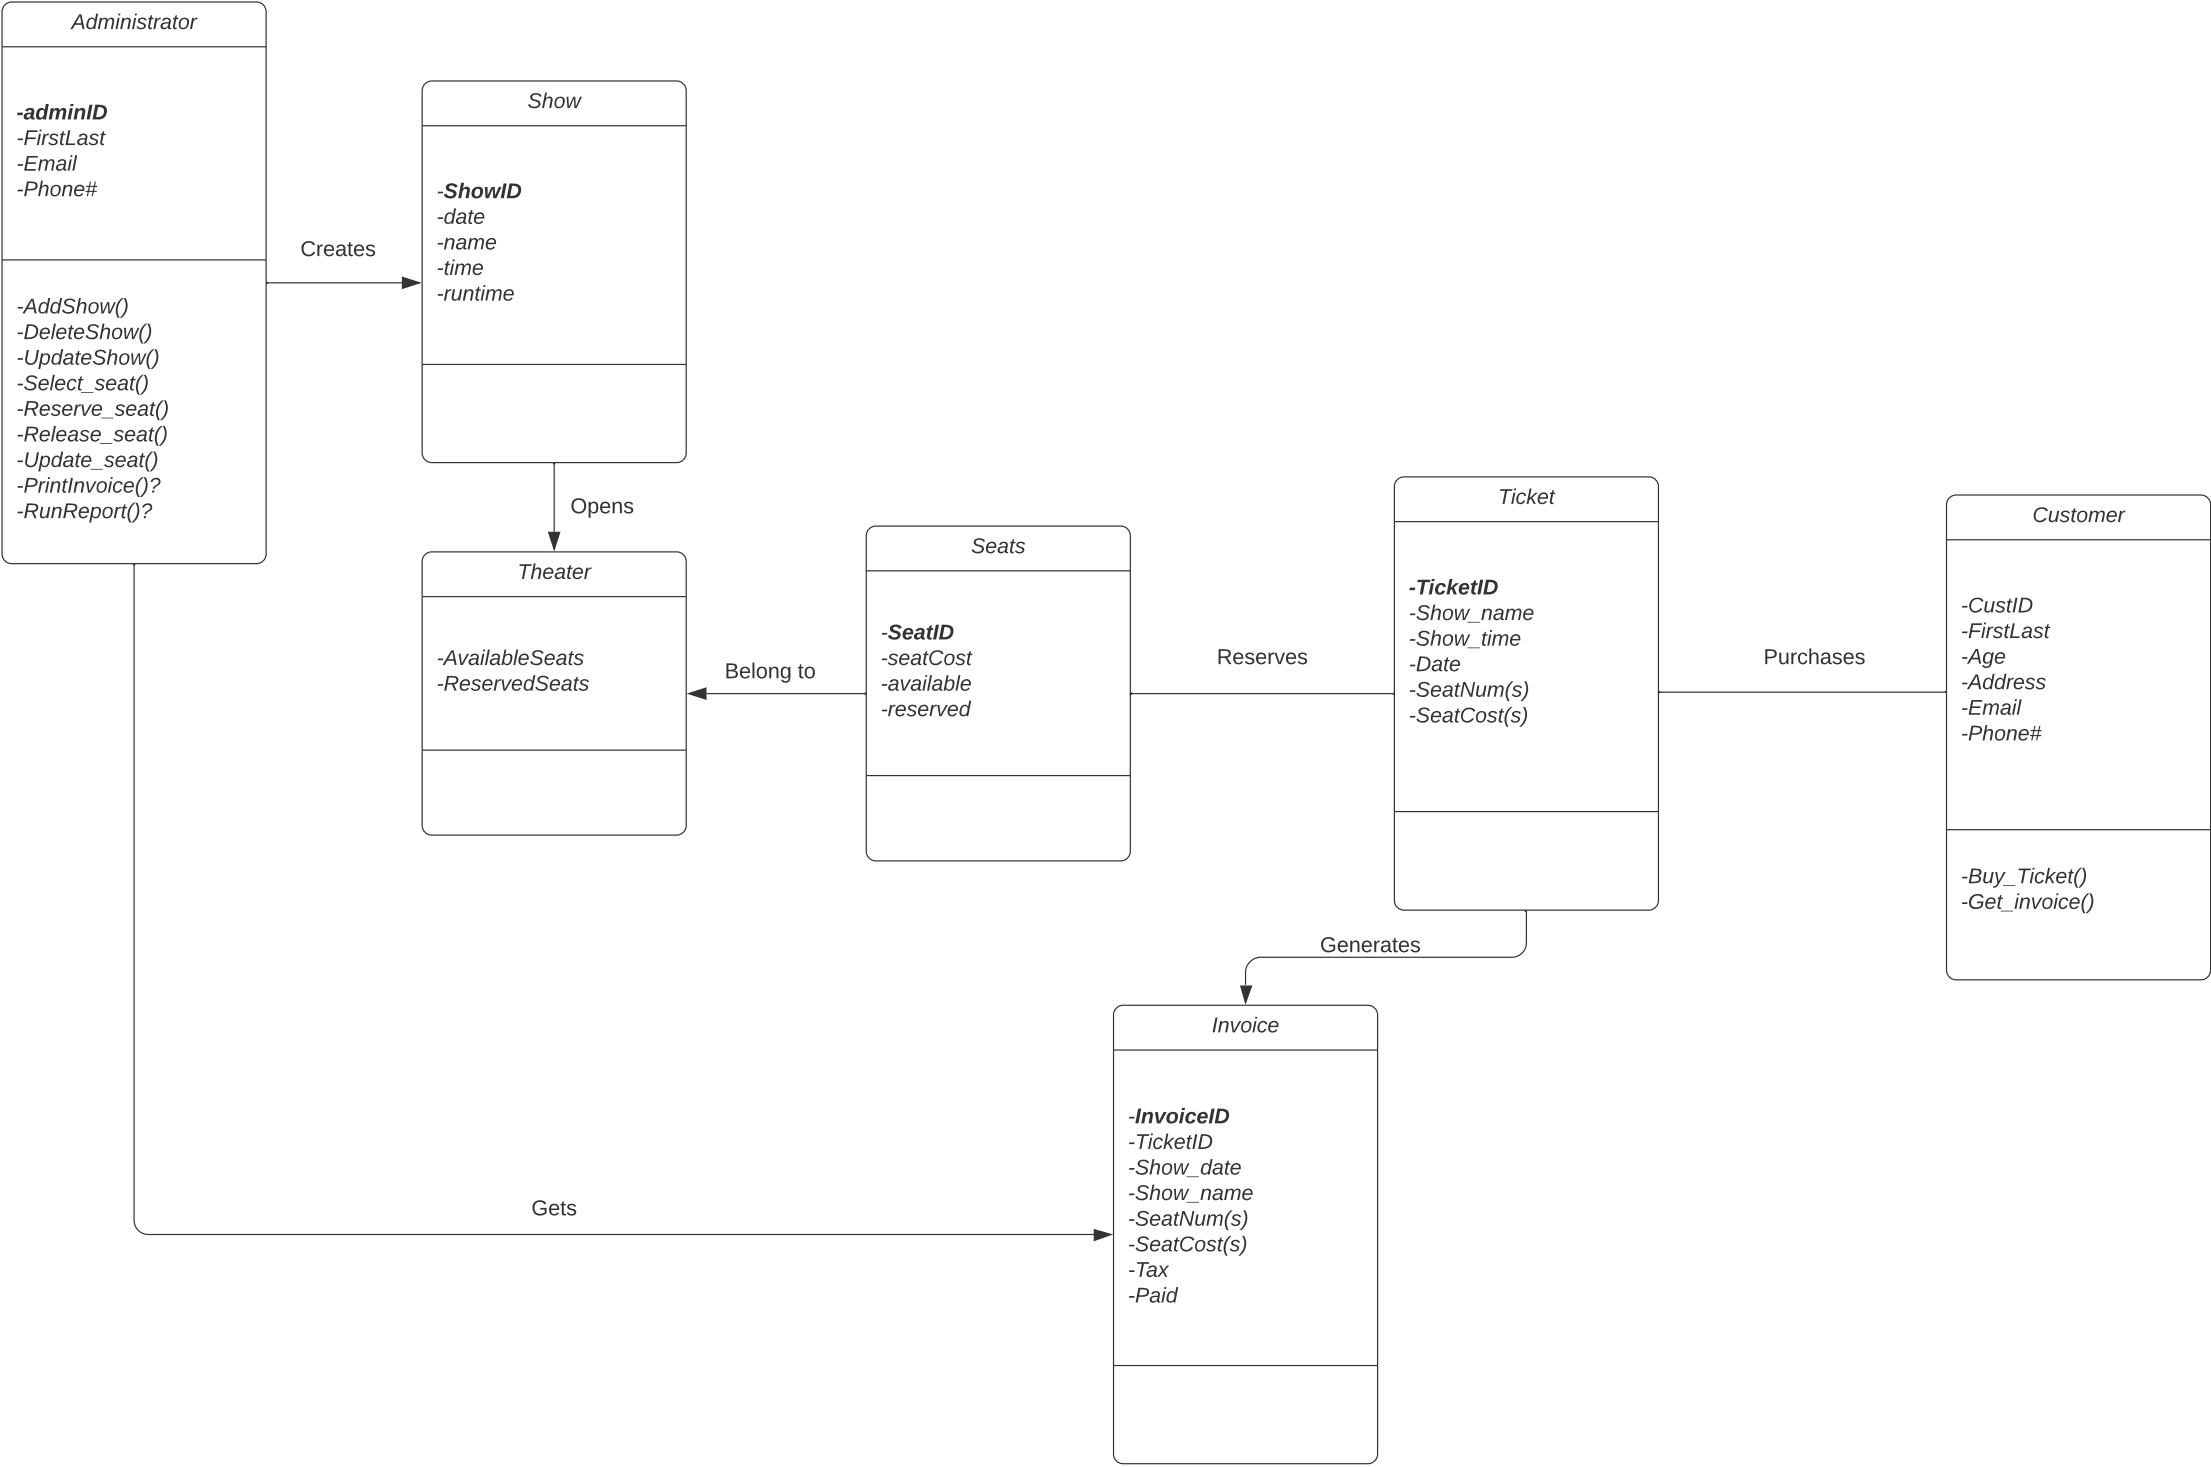 Administrator
-adminID
-FirstLast
-Email
-Phone#
-AddShow()
-DeleteShow()
-UpdateShow()
-Select_seat()
-Reserve_seat()
-Release_seat()
-Update_seat()
-PrintInvoice()?
-RunReport()?
Creates
Show
-ShowID
-date
-name
-time
-runtime
Opens
Theater
-AvailableSeats
-ReservedSeats
Belong to
Seats
-SeatID
-seatCost
-available
-reserved
Reserves
Ticket
-TicketID
-Show_name
-Show_time
-Date
-SeatNum(s)
-SeatCost(s)
Purchases
Customer
-CustID
-FirstLast
-Age
-Address
-Email
-Phone#
-Buy_Ticket()
-Get_invoice()
Generates
Invoice
-InvoiceID
-TicketID
-Show_date
-Show_name
-SeatNum(s)
-SeatCost(s)
-Tax
-Paid
Gets